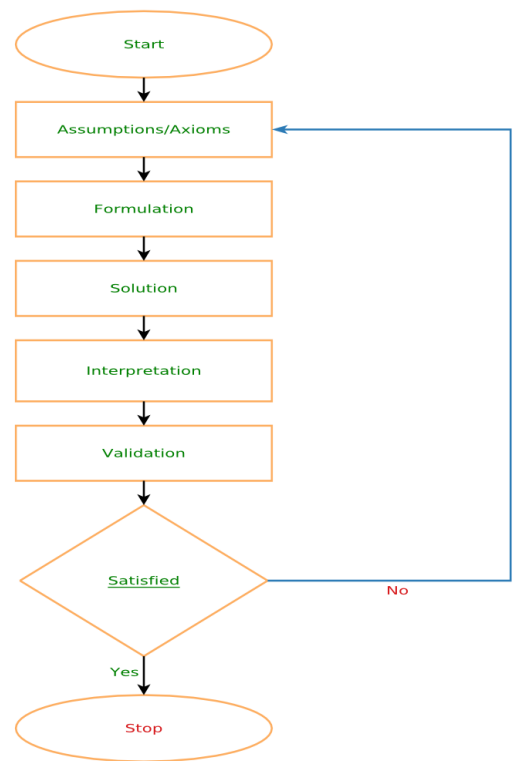 Start
Assumptions/Axioms
Formulation
Solution
Interpretation
Validation
Satisfied
No
Yes
Stop